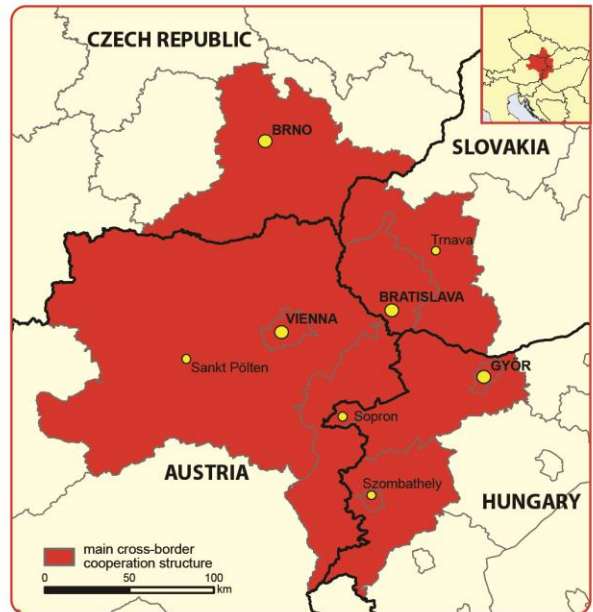 CZECH REPUBLIC
BRNO
SLOVAKIA
Trnava
BRATISLAVA
VIENNA
Sankt Pölten
GYŐR
Sopron
AUSTRIA
Szombathely
HUNGARY
main cross-border
cooperation structure
0 50 100
km